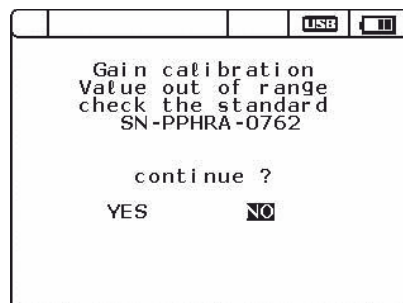 USB
Gain calibration
Value out of range
check the standard
SN-PPHRA-0762
continue ?
YES NO